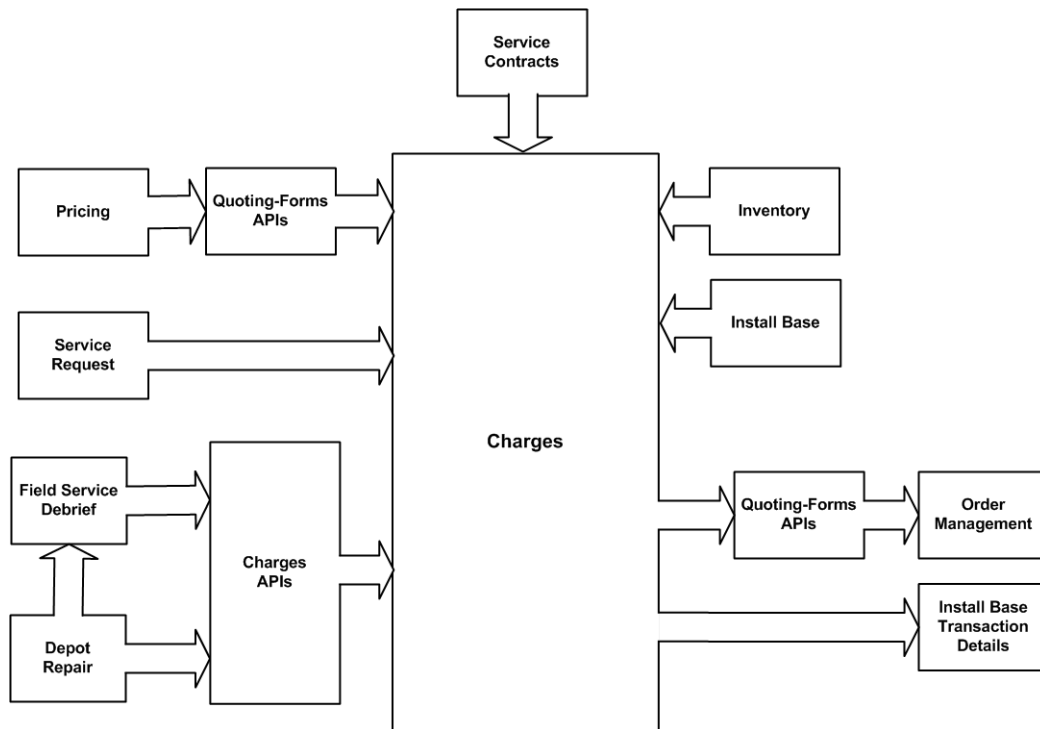 Service
Contracts
Pricing
Quoting-Forms
APIs
Inventory
Service
Request
Install Base
Charges
Field Service
Debrief
Charges
APIs
Quoting-Forms
APIs
Order
Management
Depot
Repair
Install Base
Transaction
Details